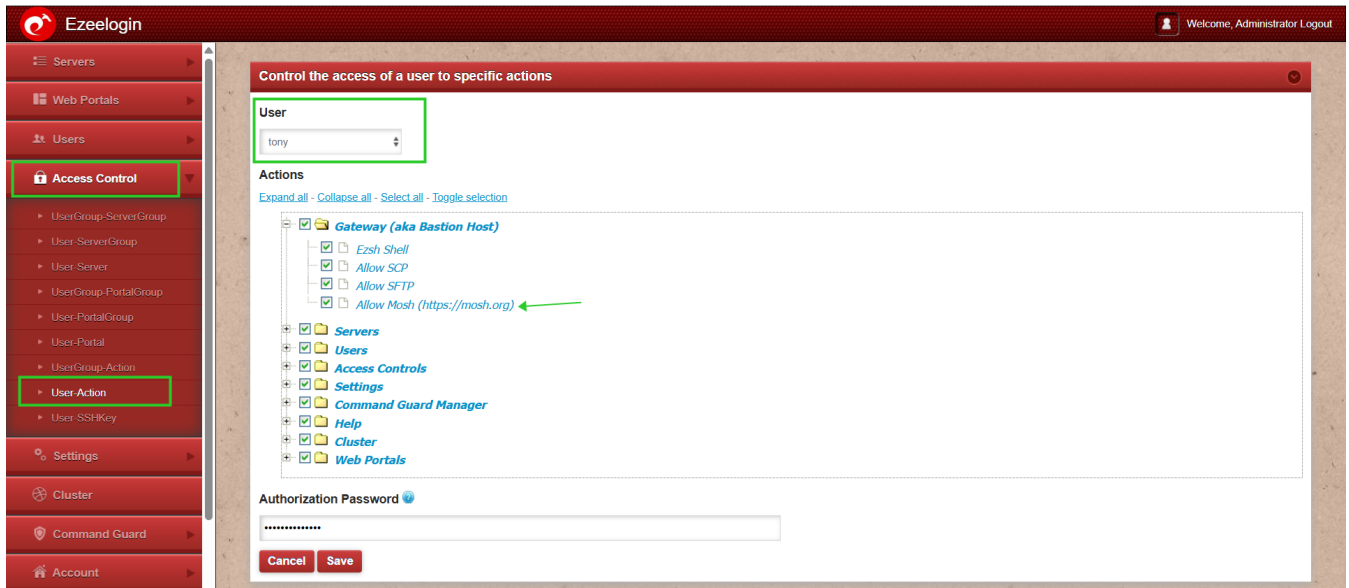 Ezeelogin
Welcome, Administrator Logout
Servers
Web Portals
Users
Access Control
UserGroup-ServerGroup
User-ServerGroup
User-Server
UserGroup-PortalGroup
User-PortalGroup
User-Portal
UserGroup-Action
User-Action
User-SSHKey
Settings
Cluster
Command Guard
Account
Control the access of a user to specific actions
User
tony
Actions
Expand all - Collapse all - Select all - Toggle selection
Gateway (aka Bastion Host)
Ezsh Shell
Allow SCP
Allow SFTP
Allow Mosh (https://mosh.org)
Servers
Users
Access Controls
Settings
Command Guard Manager
Help
Cluster
Web Portals
Authorization Password
••••••••••••••
Cancel Save